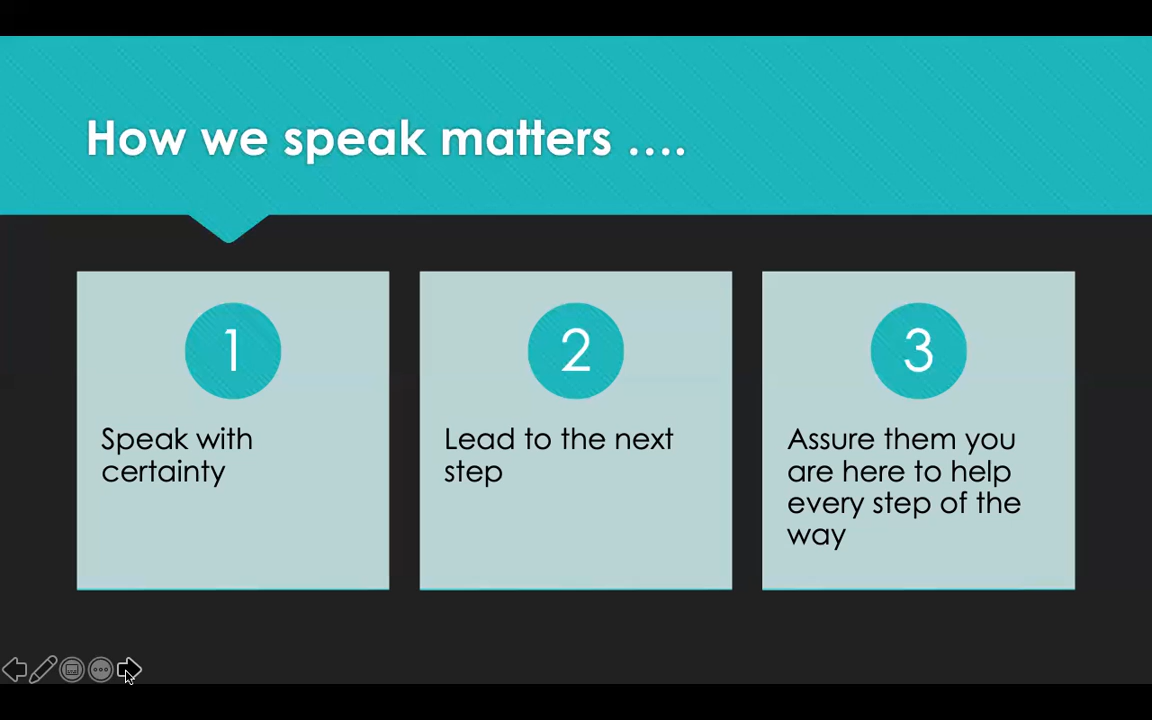 How we speak matters ....
1
Speak with
certainty
2
Lead to the next
step
3
Assure them you
are here to help
every step of the
way